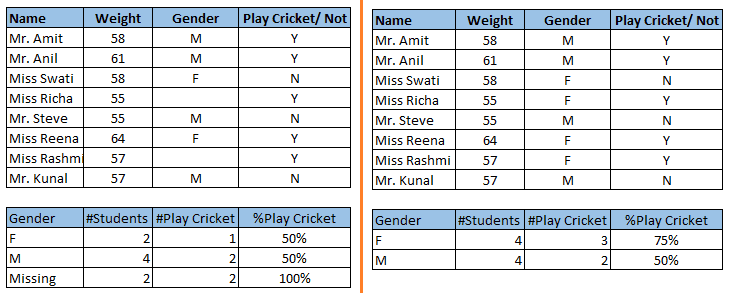 Name Weight Gender Play Cricket/ Not
Mr. Amit 58 M Y
Mr. Anil 61 M Y
Miss Swati 58 F N
Miss Richa 55 Y
Mr. Steve 55 M N
Miss Reena 64 F Y
Miss Rashmi 57 Y
Mr. Kunal 57 M N
Gender #Students #Play Cricket %Play Cricket
F 2 1 50%
M 4 2 50%
Missing 2 2 100%
Name Weight Gender Play Cricket/ Not
Mr. Amit 58 M Y
Mr. Anil 61 M Y
Miss Swati 58 F N
Miss Richa 55 F Y
Mr. Steve 55 M N
Miss Reena 64 F Y
Miss Rashmi 57 F Y
Mr. Kunal 57 M N
Gender #Students #Play Cricket %Play Cricket
F 4 3 75%
M 4 2 50%